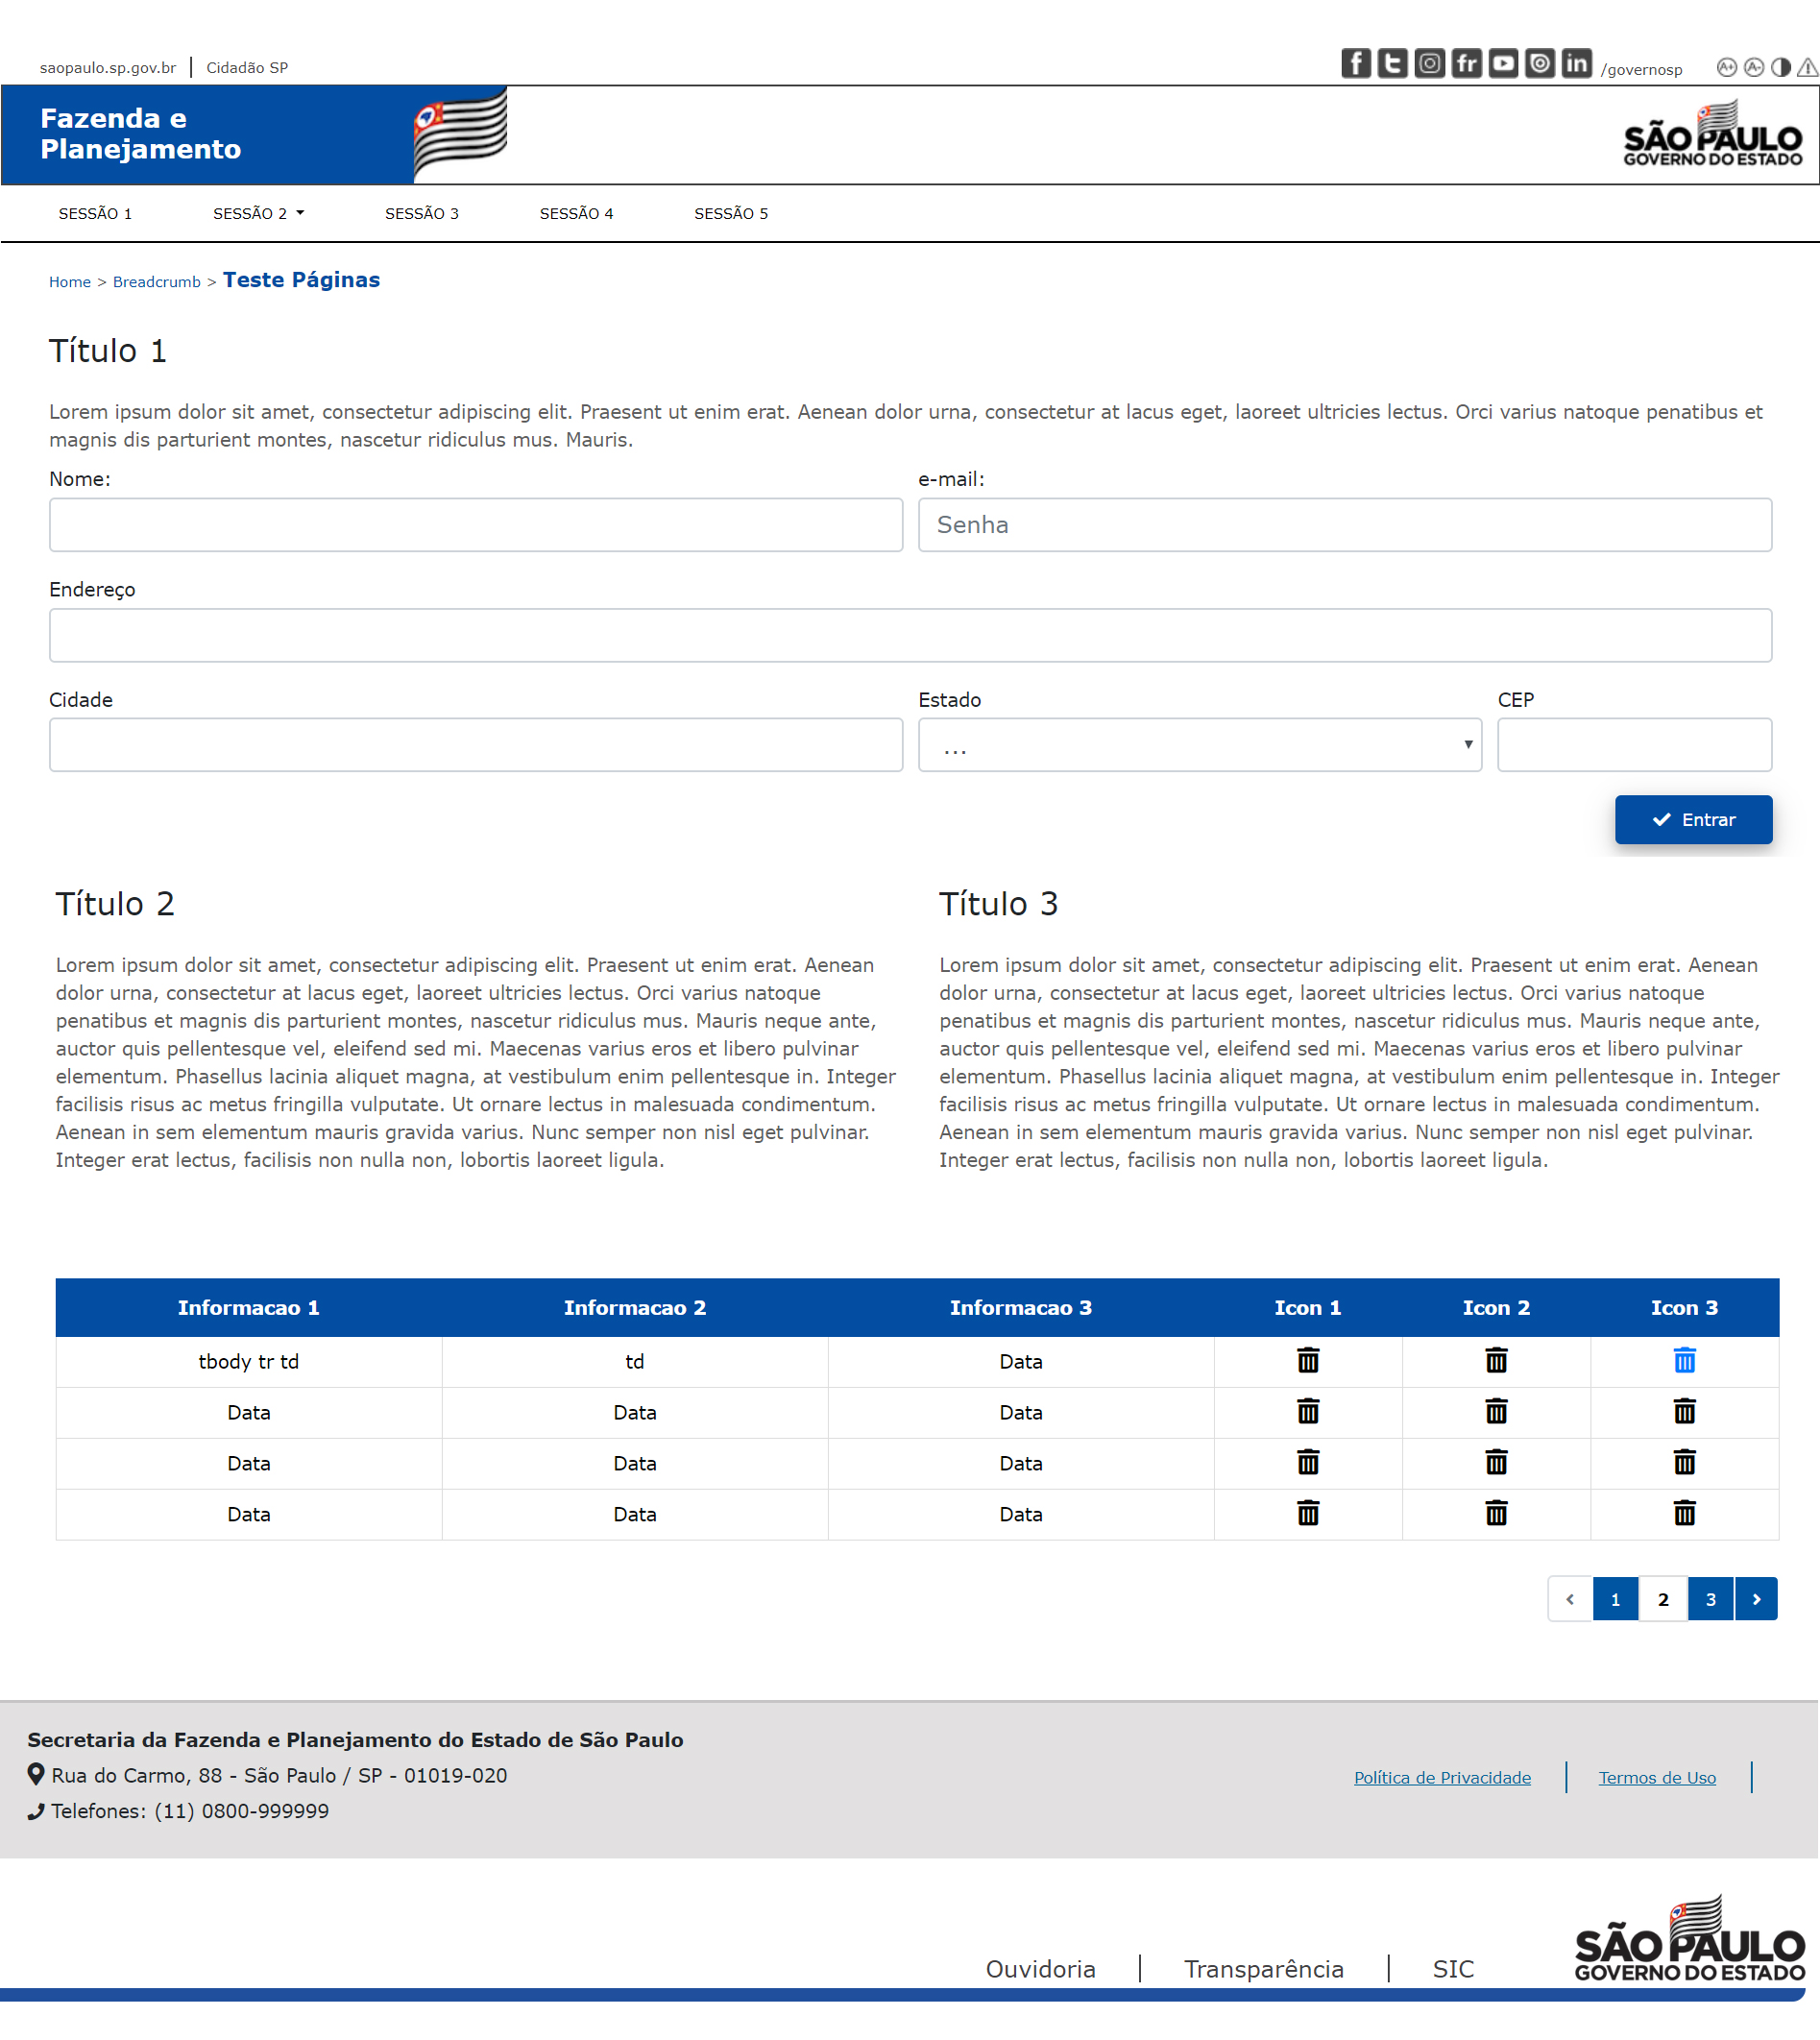 saopaulo.sp.gov.br | Cidadão SP
/governosp A+ A-
Fazenda e
Planejamento
SÃO PAULO
GOVERNO DO ESTADO
SESSÃO 1 SESSÃO 2 SESSÃO 3 SESSÃO 4 SESSÃO 5
Home > Breadcrumb > Teste Páginas
Título 1
Lorem ipsum dolor sit amet, consectetur adipiscing elit. Praesent ut enim erat. Aenean dolor urna, consectetur at lacus eget, laoreet ultricies lectus. Orci varius natoque penatibus et
magnis dis parturient montes, nascetur ridiculus mus. Mauris.
Nome: e-mail:
Senha
Endereço
Cidade Estado CEP
...
Entrar
Título 2
Lorem ipsum dolor sit amet, consectetur adipiscing elit. Praesent ut enim erat. Aenean
dolor urna, consectetur at lacus eget, laoreet ultricies lectus. Orci varius natoque
penatibus et magnis dis parturient montes, nascetur ridiculus mus. Mauris neque ante,
auctor quis pellentesque vel, eleifend sed mi. Maecenas varius eros et libero pulvinar
elementum. Phasellus lacinia aliquet magna, at vestibulum enim pellentesque in. Integer
facilisis risus ac metus fringilla vulputate. Ut ornare lectus in malesuada condimentum.
Aenean in sem elementum mauris gravida varius. Nunc semper non nisl eget pulvinar.
Integer erat lectus, facilisis non nulla non, lobortis laoreet ligula.
Título 3
Lorem ipsum dolor sit amet, consectetur adipiscing elit. Praesent ut enim erat. Aenean
dolor urna, consectetur at lacus eget, laoreet ultricies lectus. Orci varius natoque
penatibus et magnis dis parturient montes, nascetur ridiculus mus. Mauris neque ante,
auctor quis pellentesque vel, eleifend sed mi. Maecenas varius eros et libero pulvinar
elementum. Phasellus lacinia aliquet magna, at vestibulum enim pellentesque in. Integer
facilisis risus ac metus fringilla vulputate. Ut ornare lectus in malesuada condimentum.
Aenean in sem elementum mauris gravida varius. Nunc semper non nisl eget pulvinar.
Integer erat lectus, facilisis non nulla non, lobortis laoreet ligula.
Informacao 1 Informacao 2 Informacao 3 Icon 1 Icon 2 Icon 3
tbody tr td td Data
Data Data Data
Data Data Data
Data Data Data
1 2 3
Secretaria da Fazenda e Planejamento do Estado de São Paulo
Rua do Carmo, 88 - São Paulo / SP - 01019-020
Telefones: (11) 0800-999999
Política de Privacidade | Termos de Uso |
Ouvidoria | Transparência | SIC
SÃO PAULO
GOVERNO DO ESTADO